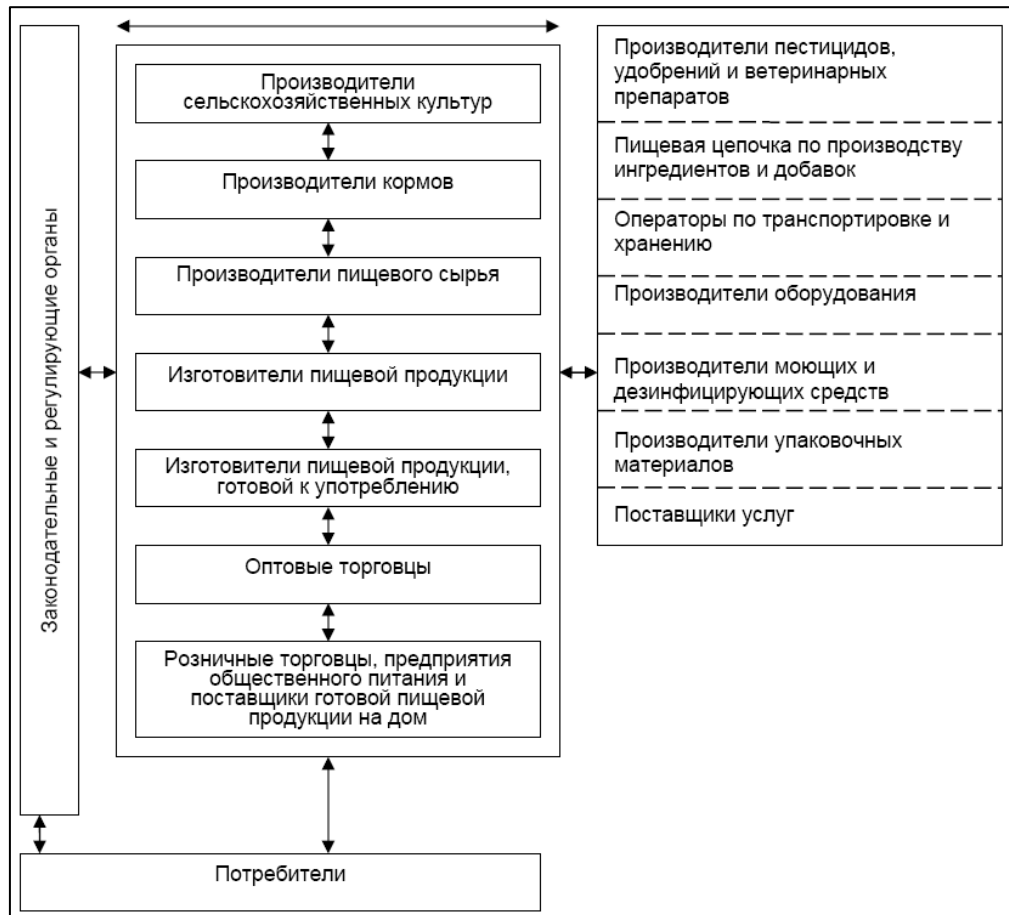 Законодательные и регулирующие органы
Производители
сельскохозяйственных культур
Производители кормов
Производители пищевого сырья
Изготовители пищевой продукции
Изготовители пищевой продукции,
готовой к употреблению
Оптовые торговцы
Розничные торговцы, предприятия
общественного питания и
поставщики готовой пищевой
продукции на дом
Производители пестицидов,
удобрений и ветеринарных
препаратов
Пищевая цепочка по производству
ингредиентов и добавок
Операторы по транспортировке и
хранению
Производители оборудования
Производители моющих и
дезинфицирующих средств
Производители упаковочных
материалов
Поставщики услуг
Потребители